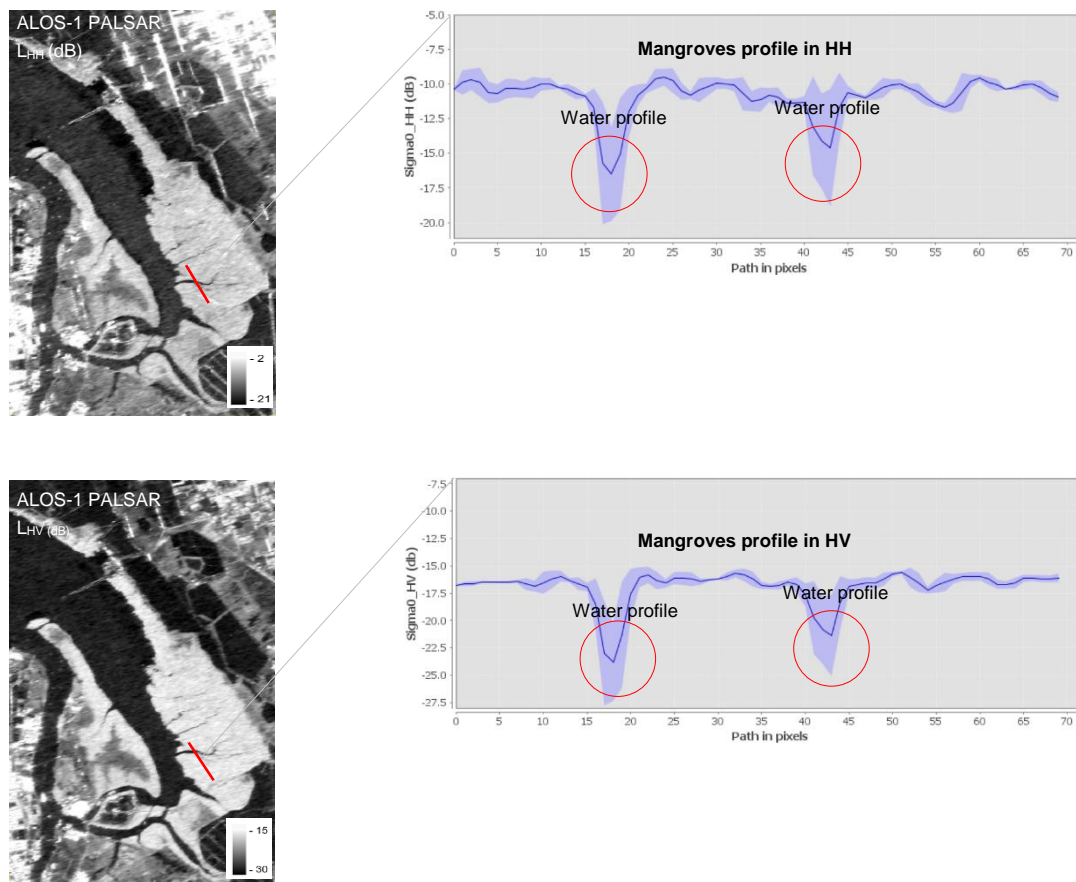 ALOS-1 PALSAR
LHH (dB)
- 2
- 21
Mangroves profile in HH
Water profile
Water profile
Sigma0_HH (dB)
-5.0
-7.5
-10.0
-12.5
-15.0
-17.5
-20.0
0 5 10 15 20 25 30 35 40 45 50 55 60 65 70
Path in pixels
ALOS-1 PALSAR
LHV (dB)
- 15
- 30
Mangroves profile in HV
Water profile
Water profile
Sigma0_HV (db)
-7.5
-10.0
-12.5
-15.0
-17.5
-20.0
-22.5
-25.0
-27.5
0 5 10 15 20 25 30 35 40 45 50 55 60 65 70
Path in pixels